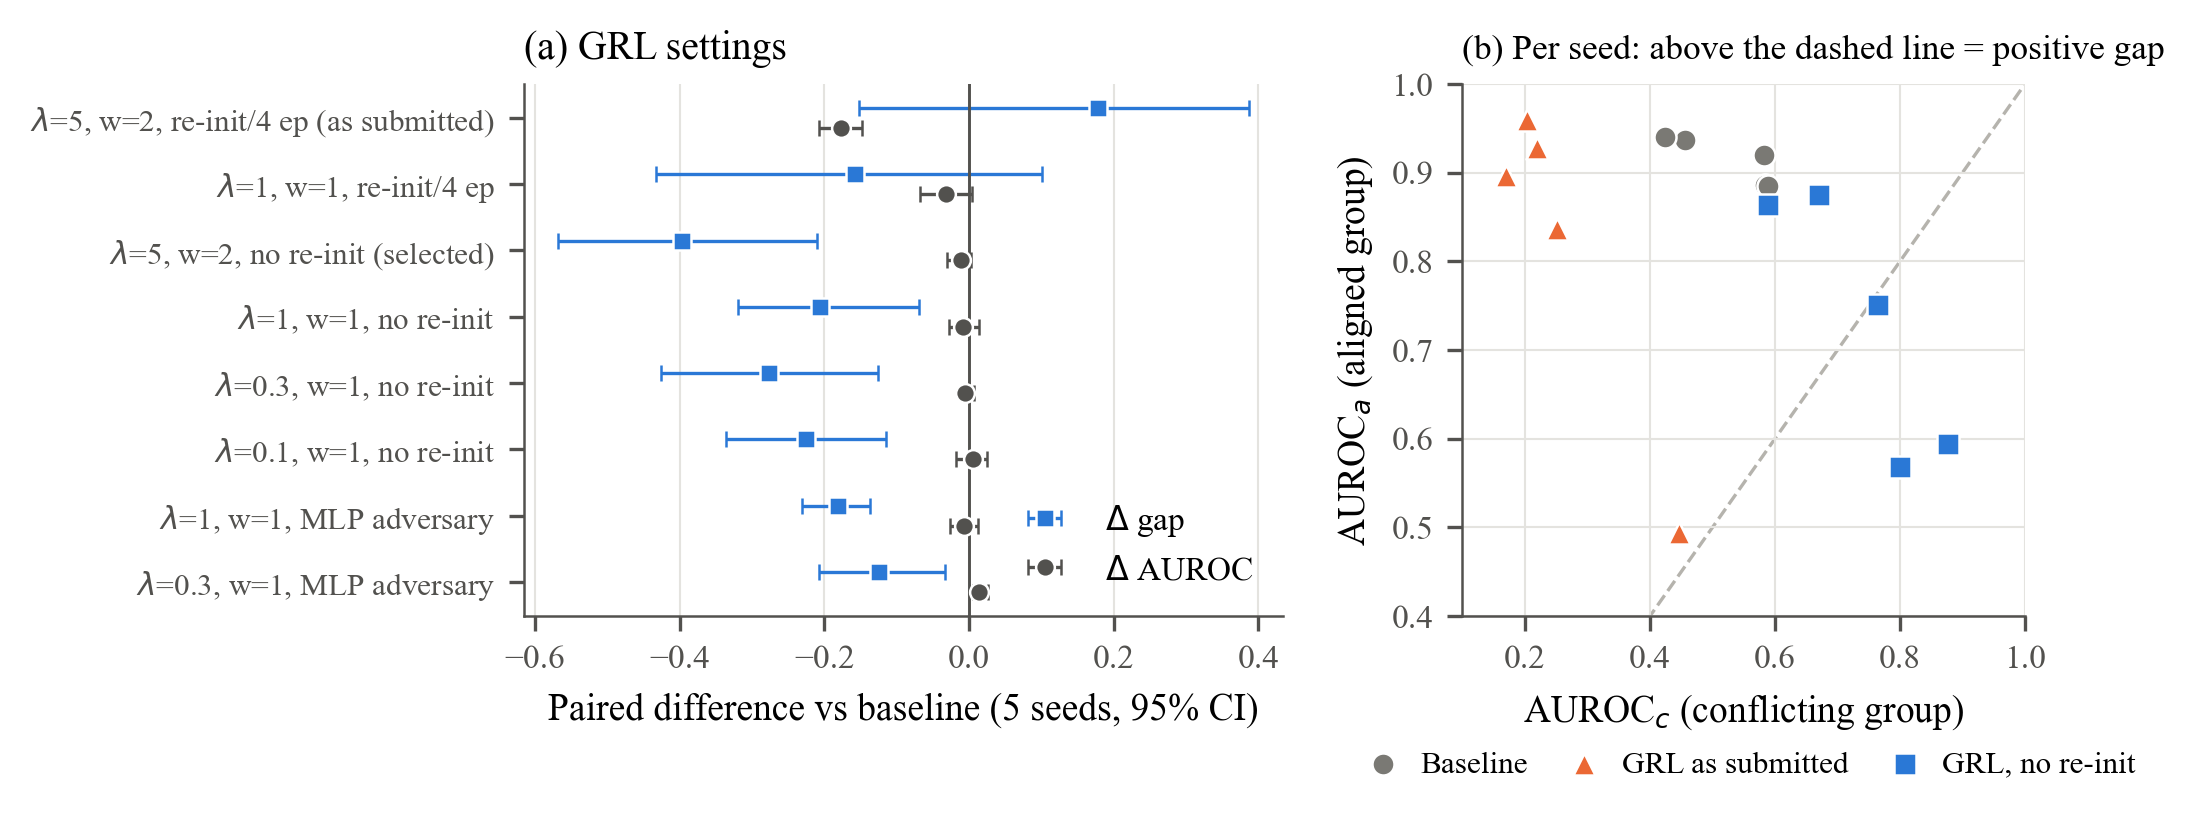 (a) GRL settings
λ=5, w=2, re-init/4 ep (as submitted)
λ=1, w=1, re-init/4 ep
λ=5, w=2, no re-init (selected)
λ=1, w=1, no re-init
λ=0.3, w=1, no re-init
λ=0.1, w=1, no re-init
λ=1, w=1, MLP adversary
λ=0.3, w=1, MLP adversary
Δ gap
Δ AUROC
−0.6 −0.4 −0.2 0.0 0.2 0.4
Paired difference vs baseline (5 seeds, 95% CI)
(b) Per seed: above the dashed line = positive gap
AUROCa (aligned group)
1.0
0.9
0.8
0.7
0.6
0.5
0.4
0.2 0.4 0.6 0.8 1.0
AUROCc (conflicting group)
Baseline GRL as submitted GRL, no re-init